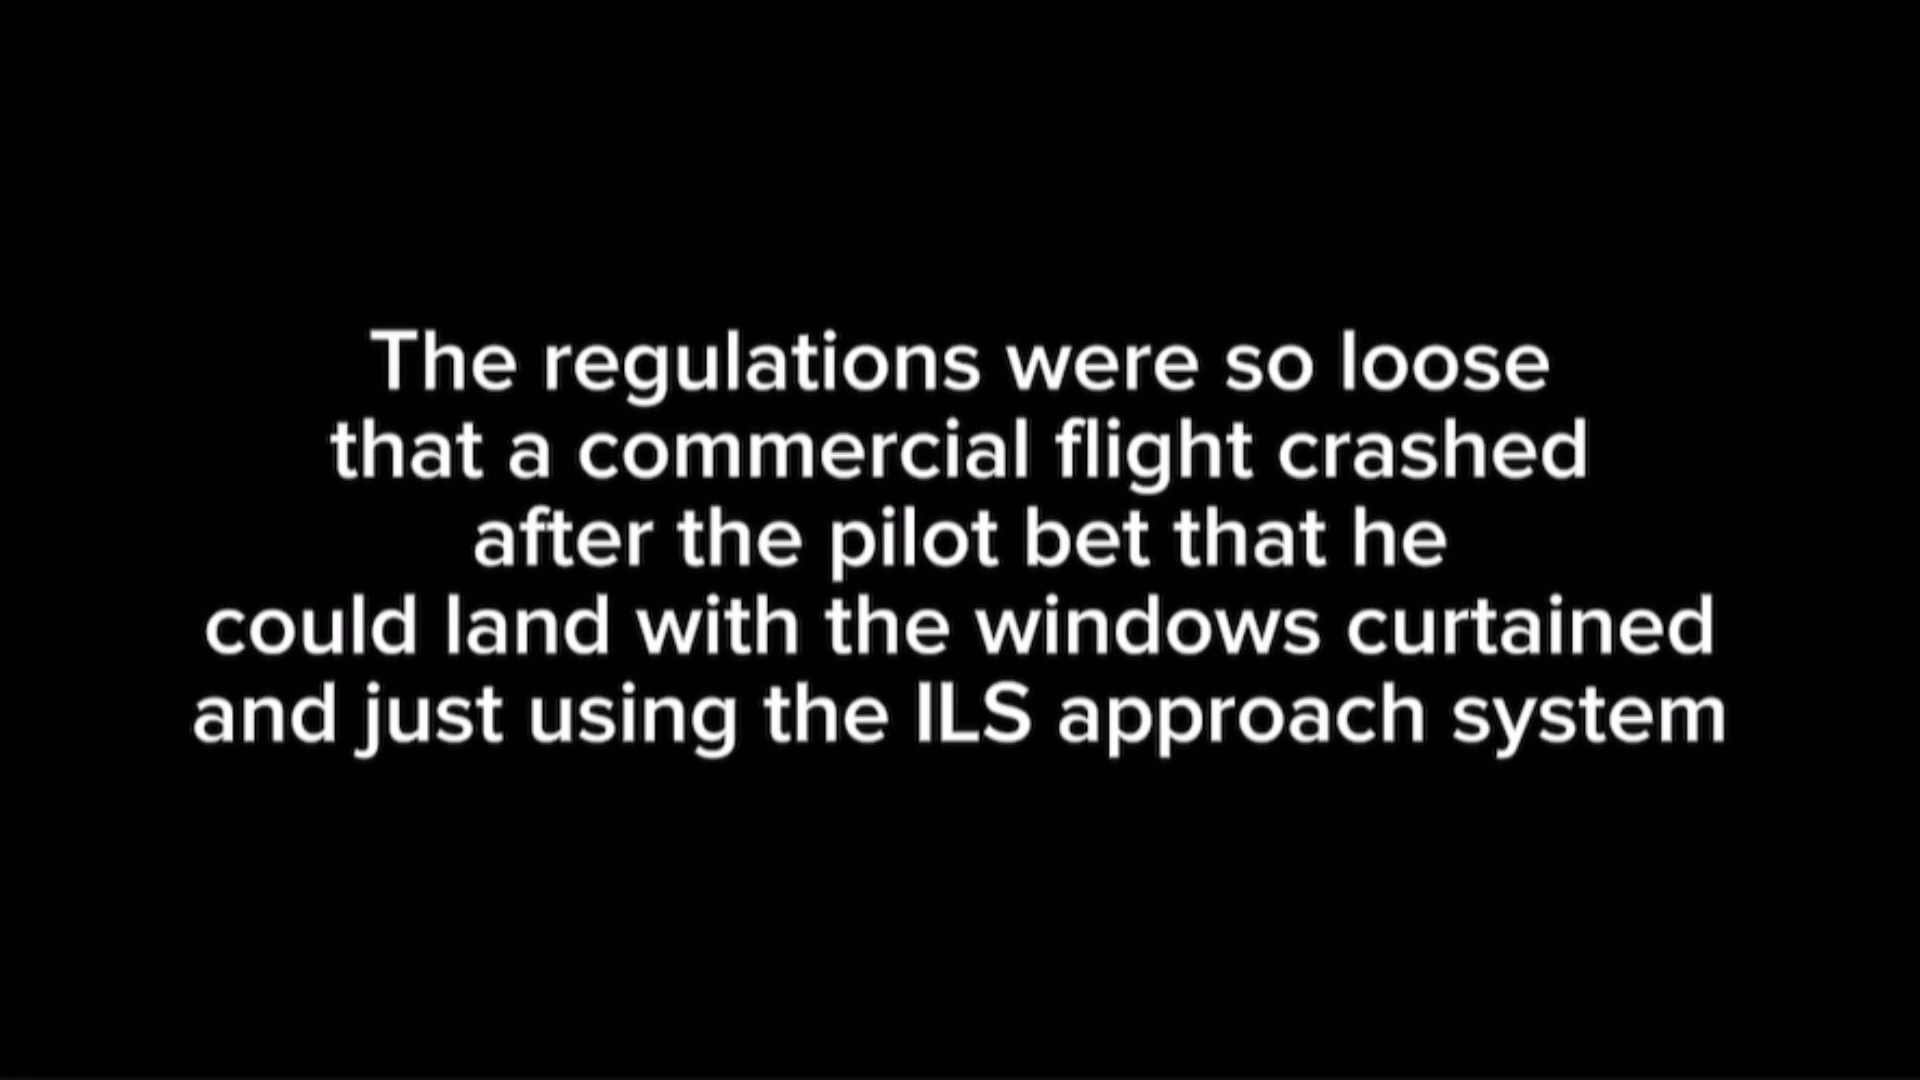 The regulations were so loose
that a commercial flight crashed
after the pilot bet that he
could land with the windows curtained
and just using the ILS approach system